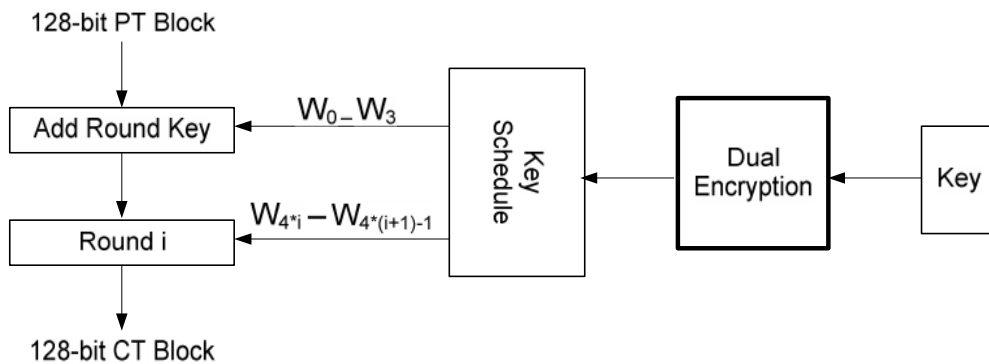 128-bit PT Block
Add Round Key
W0 – W3
Key
Schedule
Dual
Encryption
Key
Round i
W4*i – W4*(i+1)-1
128-bit CT Block